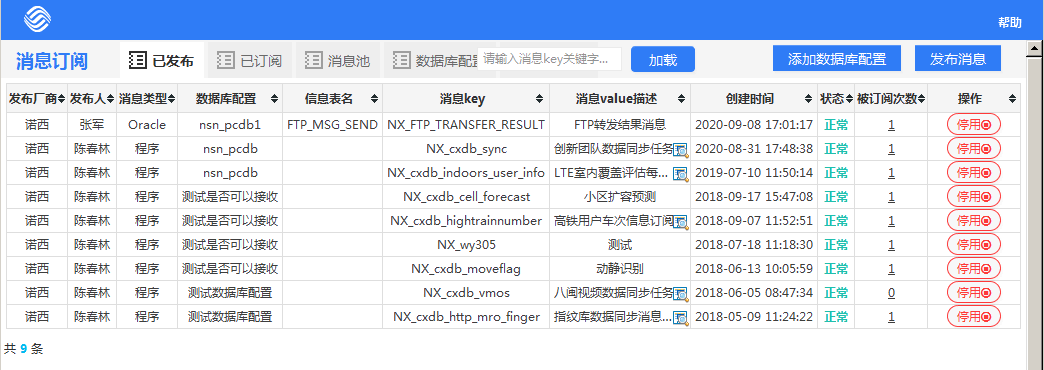 帮助
消息订阅 已发布 已订阅 消息池 数据库配置 请输入消息key关键字... 加载 添加数据库配置 发布消息
发布厂商 发布人 消息类型 数据库配置 信息表名 消息key 消息value描述 创建时间 状态 被订阅次数 操作
诺西 张军 Oracle nsn_pcdb1 FTP_MSG_SEND NX_FTP_TRANSFER_RESULT FTP转发结果消息 2020-09-08 17:01:17 正常 1 停用
诺西 陈春林 程序 nsn_pcdb NX_cxdb_sync 创新团队数据同步任务 2020-08-31 17:48:38 正常 1 停用
诺西 陈春林 程序 nsn_pcdb NX_cxdb_indoors_user_info LTE室内覆盖评估每... 2019-07-10 11:50:14 正常 1 停用
诺西 陈春林 程序 测试是否可以接收 NX_cxdb_cell_forecast 小区扩容预测 2018-09-17 15:47:08 正常 1 停用
诺西 陈春林 程序 测试是否可以接收 NX_cxdb_hightrainnumber 高铁用户车次信息订阅 2018-09-07 11:52:51 正常 1 停用
诺西 陈春林 程序 测试是否可以接收 NX_wy305 测试 2018-07-18 11:18:30 正常 1 停用
诺西 陈春林 程序 测试是否可以接收 NX_cxdb_moveflag 动静识别 2018-06-13 10:05:59 正常 1 停用
诺西 陈春林 程序 测试数据库配置 NX_cxdb_vmos 八闽视频数据同步任务 2018-06-05 08:47:34 正常 0 停用
诺西 陈春林 程序 测试数据库配置 NX_cxdb_http_mro_finger 指纹库数据同步消息... 2018-05-09 11:24:22 正常 1 停用
共 9 条